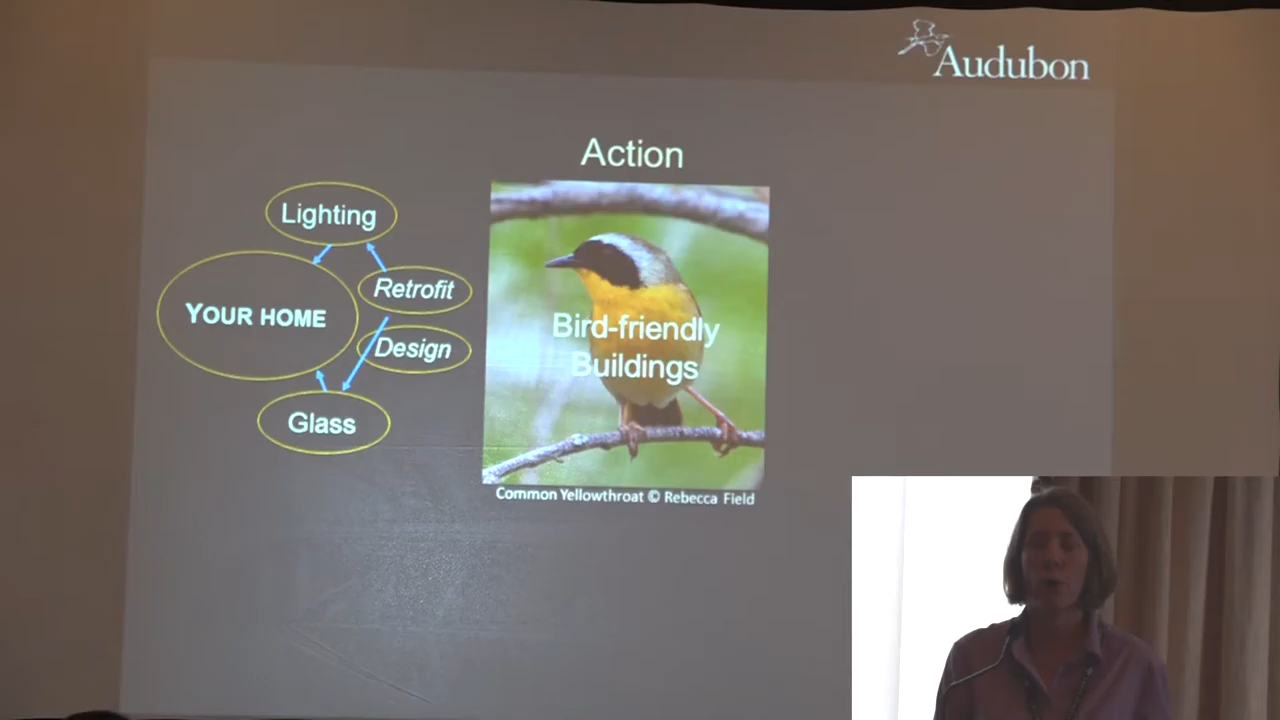 Audubon
Action
Lighting
Retrofit
YOUR HOME
Design
Glass
Bird-friendly
Buildings
Common Yellowthroat © Rebecca Field